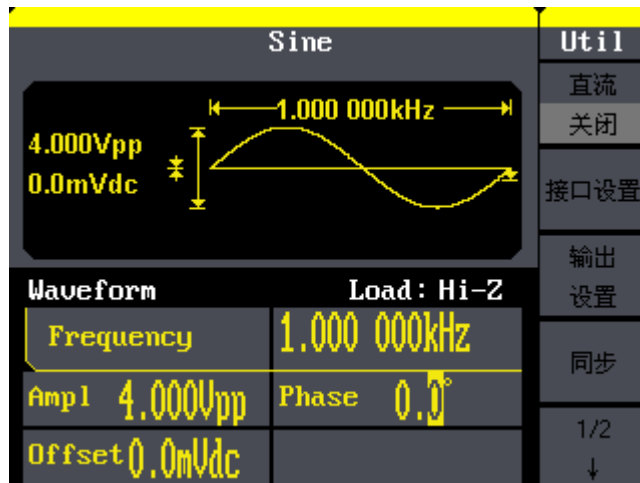 Sine
Util
直流
关闭
接口设置
输出
设置
同步
1/2
↓
1.000 000kHz
4.000Vpp
0.0mVdc
Waveform
Load: Hi-Z
Frequency
1.000 000kHz
Ampl 4.000Vpp
Phase 0.0°
Offset 0.0mVdc